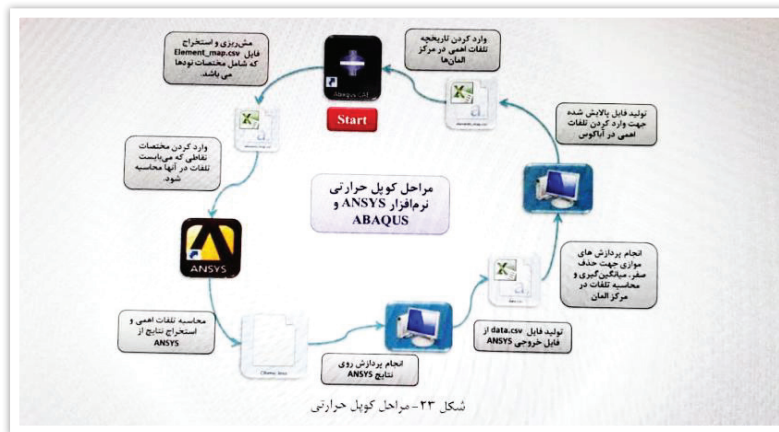 مش‌ریزی و استخراج
فایل Element_map.csv
که شامل مختصات نودها
می باشد.
Abaqus CAE
Start
وارد کردن تاریخچه
تلفات اهمی در مرکز
المان‌ها
تولید فایل پالایش شده
جهت وارد کردن تلفات
اهمی در آباکوس
وارد کردن مختصات
نقاطی که می‌بایست
تلفات در آنها محاسبه
شود.
مراحل کوپل حرارتی
نرم‌افزار ANSYS و
ABAQUS
ANSYS
انجام پردازش های
موازی جهت حذف
صفر، میانگین‌گیری و
محاسبه تلفات در
مرکز المان
محاسبه تلفات اهمی و
استخراج نتایج از
ANSYS
انجام پردازش روی
نتایج ANSYS
تولید فایل data.csv از
فایل خروجی ANSYS
شکل ۲۳- مراحل کوپل حرارتی